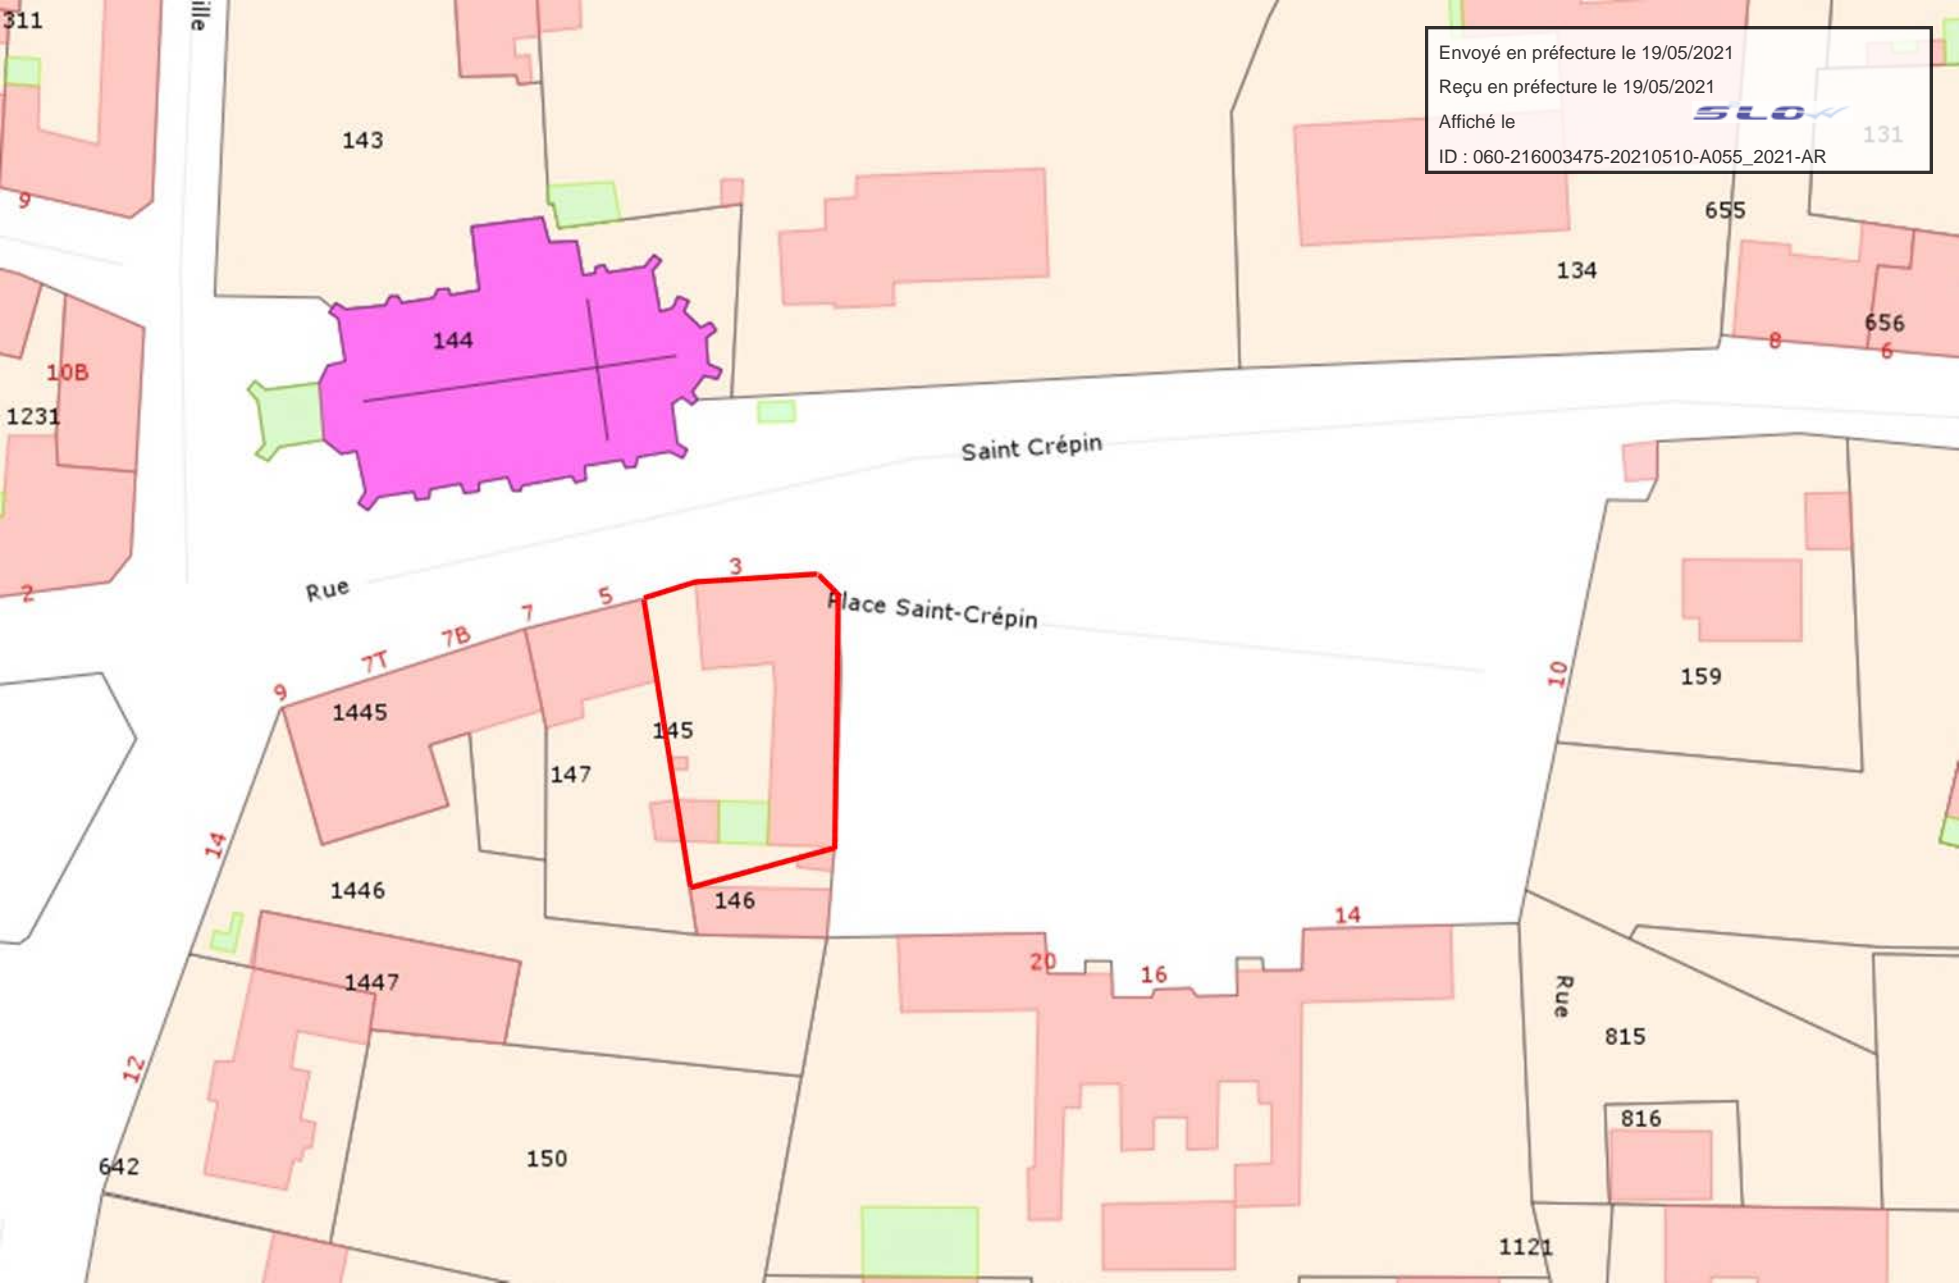 311
ille
Envoyé en préfecture le 19/05/2021
Reçu en préfecture le 19/05/2021
Affiché le
SLOW
ID : 060-216003475-20210510-A055_2021-AR
131
143
9
655
134
656
8
6
144
10B
1231
Saint Crépin
2
Rue
3
Place Saint-Crépin
5
7
7B
7T
9
1445
145
147
10
159
14
1446
146
14
20
16
1447
Rue
815
12
816
642
150
1121